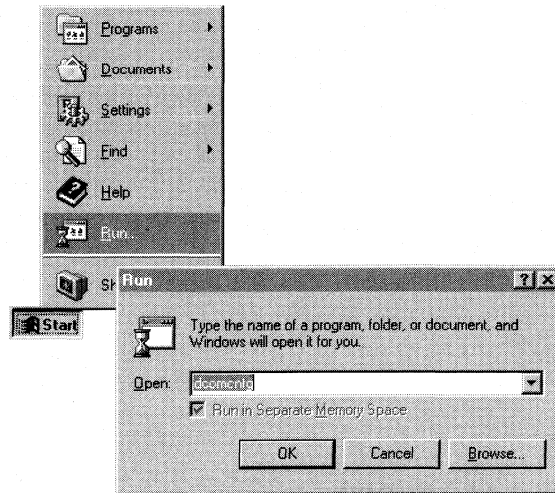 Programs
Documents
Settings
Find
Help
Run...
Start
Run
Type the name of a program, folder, or document, and
Windows will open it for you.
Open:
dcomcnfg
Run in Separate Memory Space
OK
Cancel
Browse...